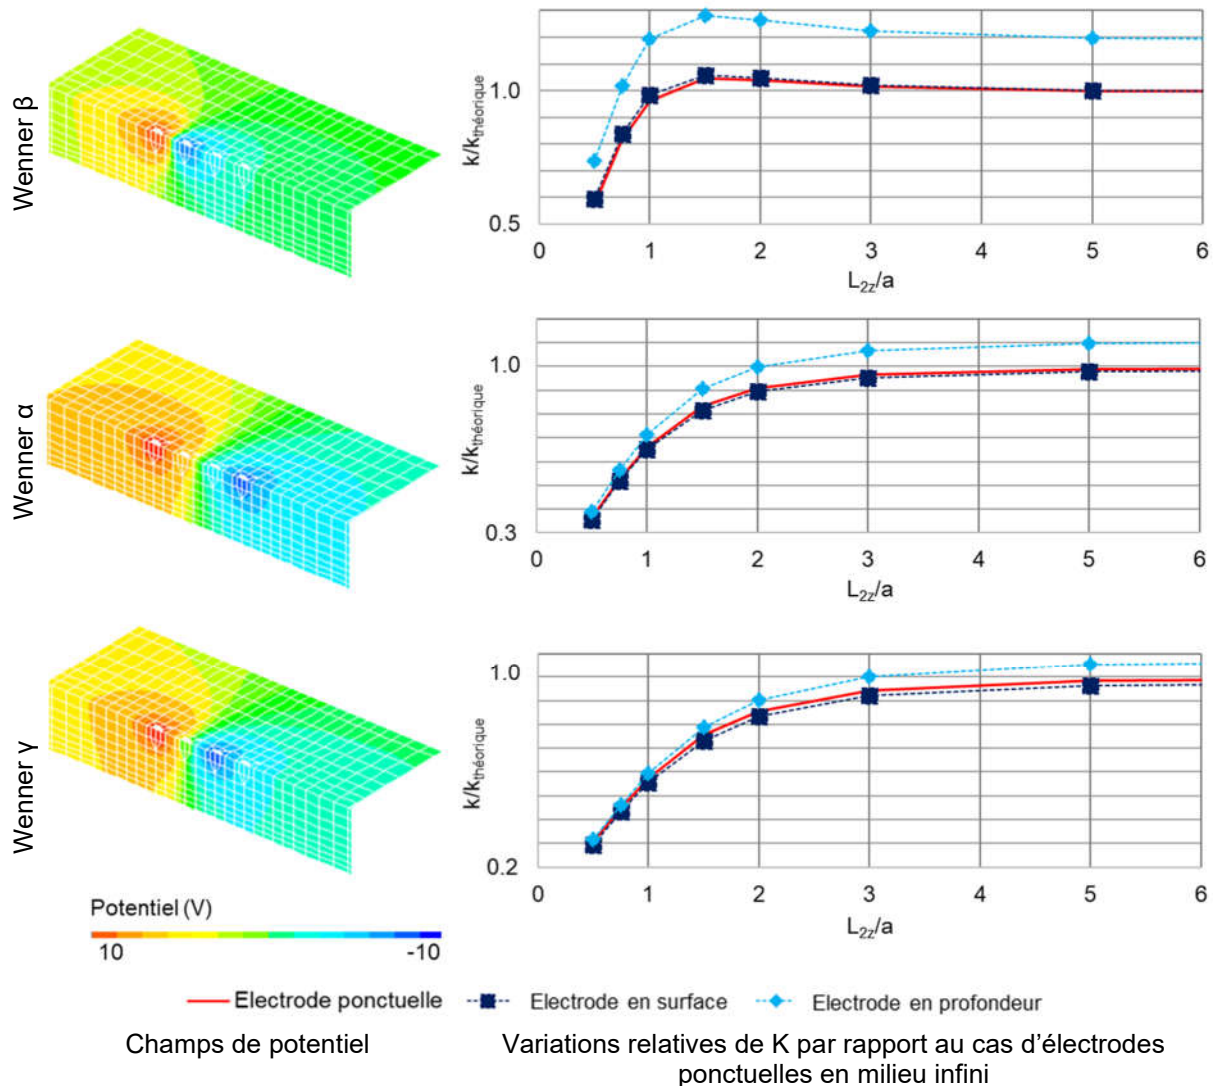 Wenner β
k/kthéorique
1.0
0.5
0 1 2 3 4 5 6
L2z/a
Wenner α
k/kthéorique
1.0
0.3
0 1 2 3 4 5 6
L2z/a
Wenner γ
k/kthéorique
1.0
0.2
0 1 2 3 4 5 6
L2z/a
Potentiel (V)
10 -10
Electrode ponctuelle Electrode en surface Electrode en profondeur
Champs de potentiel
Variations relatives de K par rapport au cas d'électrodes
ponctuelles en milieu infini